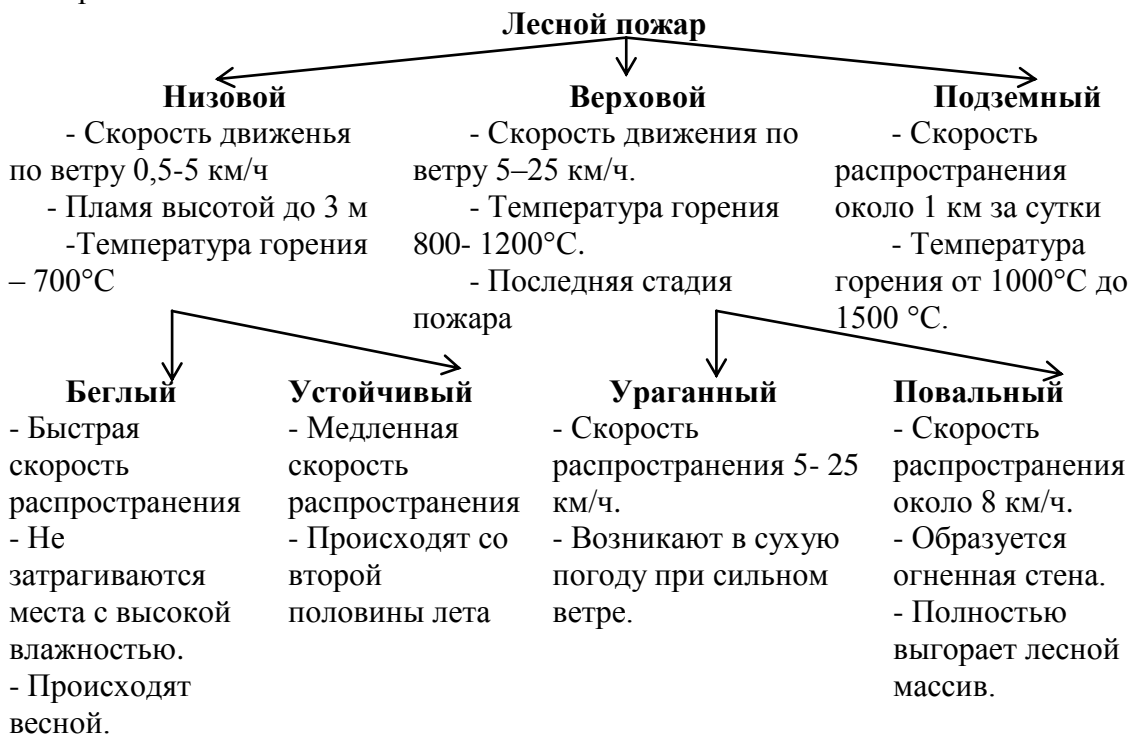 Лесной пожар
Низовой
- Скорость движенья
по ветру 0,5-5 км/ч
- Пламя высотой до 3 м
-Температура горения
– 700°С
Верховой
- Скорость движения по
ветру 5–25 км/ч.
- Температура горения
800- 1200°С.
- Последняя стадия
пожара
Подземный
- Скорость
распространения
около 1 км за сутки
- Температура
горения от 1000°С до
1500 °С.
Беглый
- Быстрая
скорость
распространения
- Не
затрагиваются
места с высокой
влажностью.
- Происходят
весной.
Устойчивый
- Медленная
скорость
распространения
- Происходят со
второй
половины лета
Ураганный
- Скорость
распространения 5- 25
км/ч.
- Возникают в сухую
погоду при сильном
ветре.
Повальный
- Скорость
распространения
около 8 км/ч.
- Образуется
огненная стена.
- Полностью
выгорает лесной
массив.